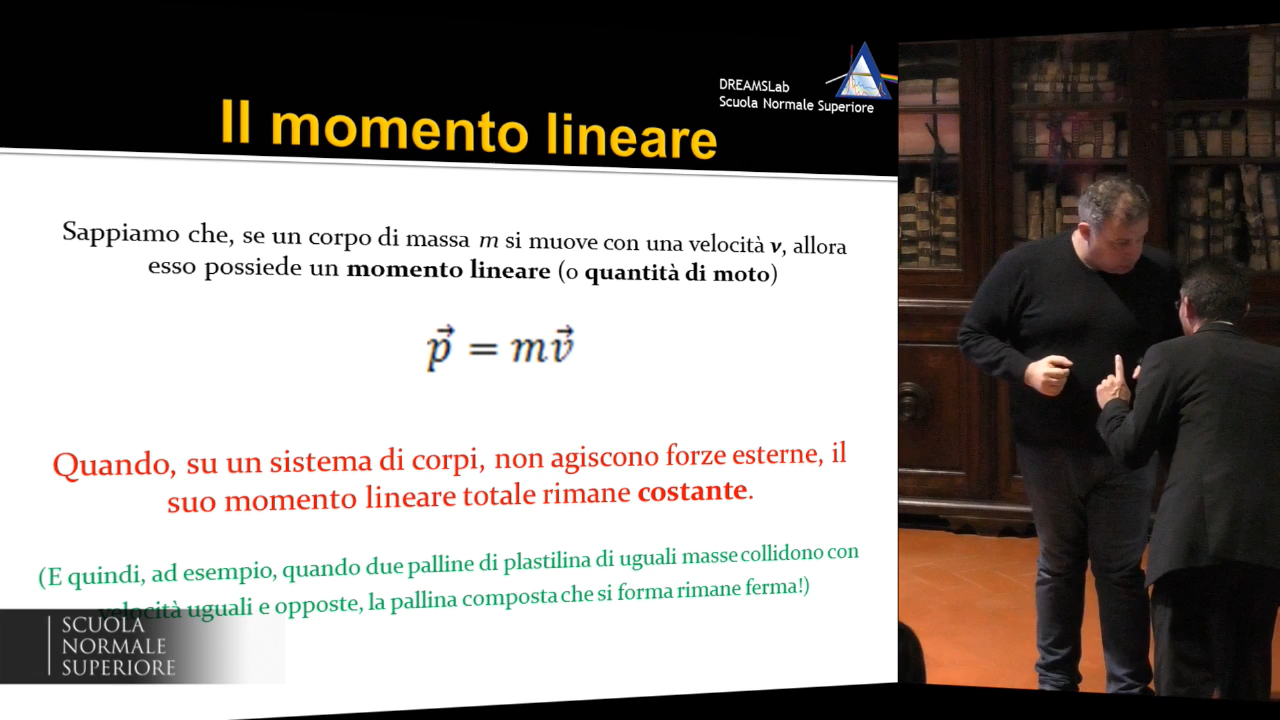 DREAMSLab
Scuola Normale Superiore
Il momento lineare
Sappiamo che, se un corpo di massa m si muove con una velocità v, allora
esso possiede un momento lineare (o quantità di moto)
p⃗ = mv⃗
Quando, su un sistema di corpi, non agiscono forze esterne, il
suo momento lineare totale rimane costante.
(E quindi, ad esempio, quando due palline di plastilina di uguali masse collidono con
velocità uguali e opposte, la pallina composta che si forma rimane ferma!)
SCUOLA
NORMALE
SUPERIORE